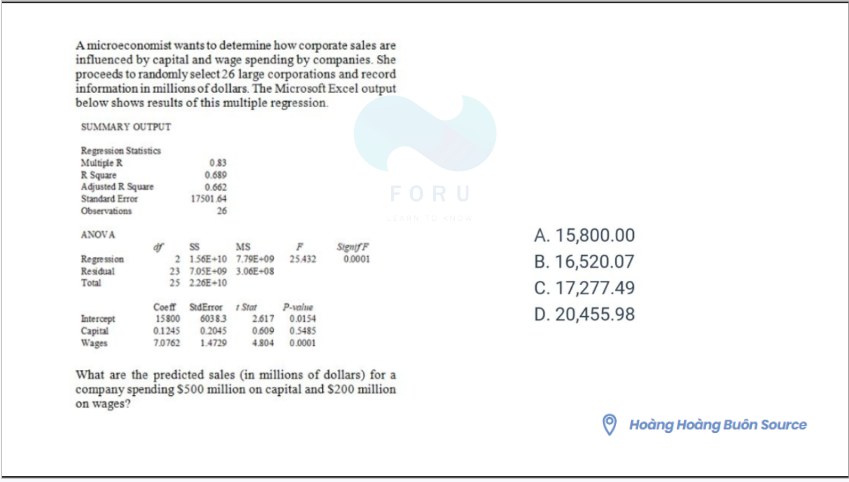 A microeconomist wants to determine how corporate sales are
influenced by capital and wage spending by companies. She
proceeds to randomly select 26 large corporations and record
information in millions of dollars. The Microsoft Excel output
below shows results of this multiple regression.
SUMMARY OUTPUT
Regression Statistics
Multiple R 0.83
R Square 0.689
Adjusted R Square 0.662
Standard Error 17501.64
Observations 26
FORU
ANOVA
df SS MS F Signif F
Regression 2 1.56E+10 7.79E+09 25.432 0.0001
Residual 23 7.05E+09 3.06E+08
Total 25 2.26E+10
Coeff StdError t Stat P-value
Intercept 15800 6038.3 2.617 0.0154
Capital 0.1245 0.2045 0.609 0.5485
Wages 7.0762 1.4729 4.804 0.0001
What are the predicted sales (in millions of dollars) for a
company spending $500 million on capital and $200 million
on wages?
A. 15,800.00
B. 16,520.07
C. 17,277.49
D. 20,455.98
Hoàng Hoàng Buôn Source